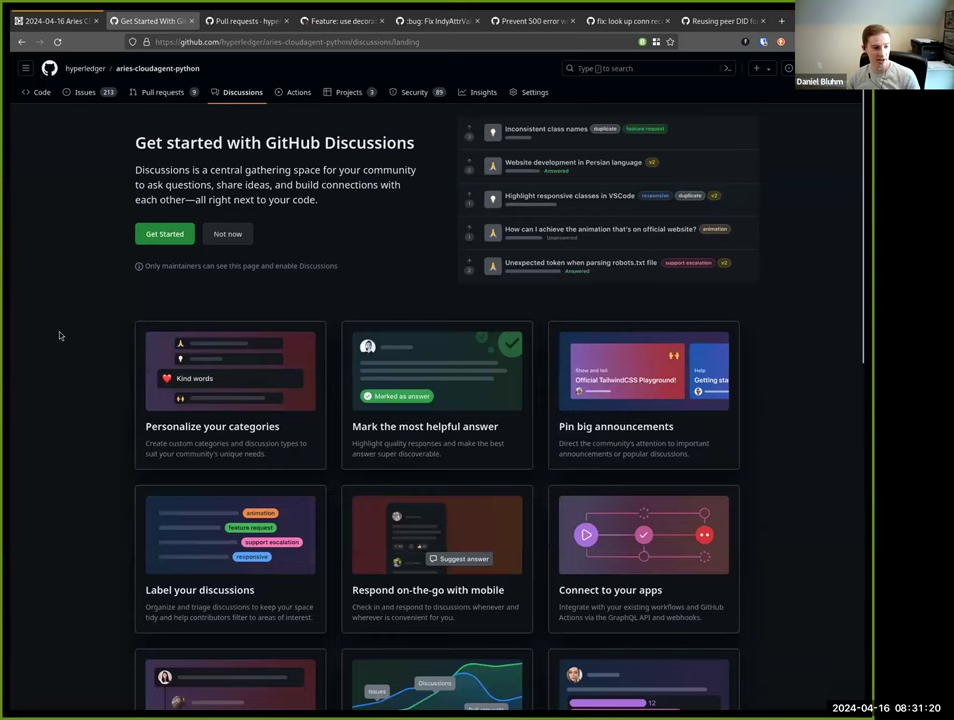 2024-04-16 Aries C
Get Started With Gi
Pull requests · hype
Feature: use decora
:bug: Fix IndyAttrVa
Prevent 500 error w
fix: look up conn rec
Reusing peer DID fo
https://github.com/hyperledger/aries-cloudagent-python/discussions/landing
hyperledger / aries-cloudagent-python
Type / to search
Code
Issues 213
Pull requests 9
Discussions
Actions
Projects 3
Security 89
Insights
Settings
Daniel Bluhm
Get started with GitHub Discussions
Discussions is a central gathering space for your community
to ask questions, share ideas, and build connections with
each other—all right next to your code.
Get Started
Not now
Only maintainers can see this page and enable Discussions
Inconsistent class names duplicate feature request
Website development in Persian language v2
Answered
Highlight responsive classes in VSCode responsive duplicate v2
How can I achieve the animation that's on official website? animation
Unanswered
Unexpected token when parsing robots.txt file support escalation v2
Answered
Kind words
Personalize your categories
Create custom categories and discussion types to
suit your community's unique needs.
Marked as answer
Mark the most helpful answer
Highlight quality responses and make the best
answer super discoverable.
Show and tell
Official TailwindCSS Playground!
Help
Getting sta
Pin big announcements
Direct the community's attention to important
announcements or popular discussions.
animation
feature request
support escalation
responsive
Label your discussions
Organize and triage discussions to keep your space
tidy and help contributors filter to areas of interest.
Suggest answer
Respond on-the-go with mobile
Check in and respond to discussions whenever and
wherever is convenient for you.
Connect to your apps
Integrate with your existing workflows and GitHub
Actions via the GraphQL API and webhooks.
Issues
Discussions
12
2024-04-16 08:31:20